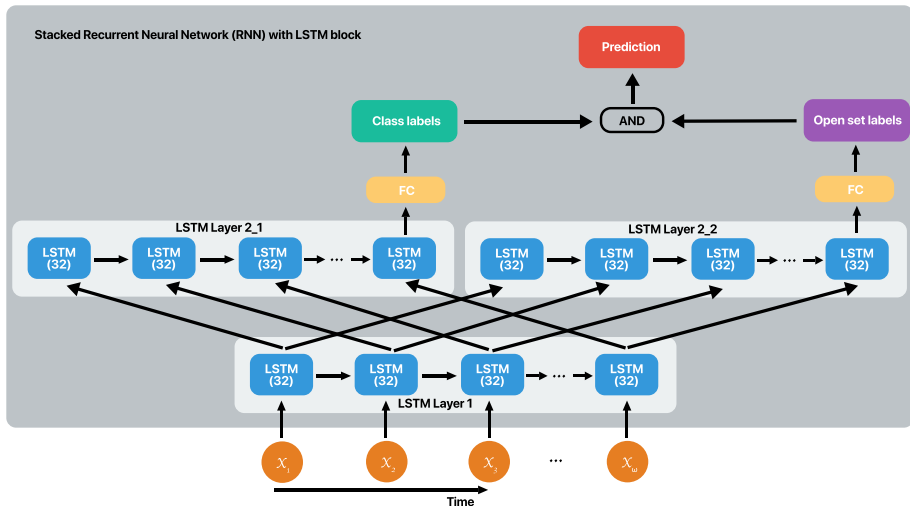 Stacked Recurrent Neural Network (RNN) with LSTM block
Prediction
Class labels
AND
Open set labels
FC
FC
LSTM Layer 2_1
LSTM Layer 2_2
LSTM
(32)
LSTM
(32)
LSTM
(32)
...
LSTM
(32)
LSTM
(32)
LSTM
(32)
LSTM
(32)
...
LSTM
(32)
LSTM
(32)
LSTM
(32)
LSTM
(32)
...
LSTM
(32)
LSTM Layer 1
X₁
X₂
X₃
...
X_ω
Time